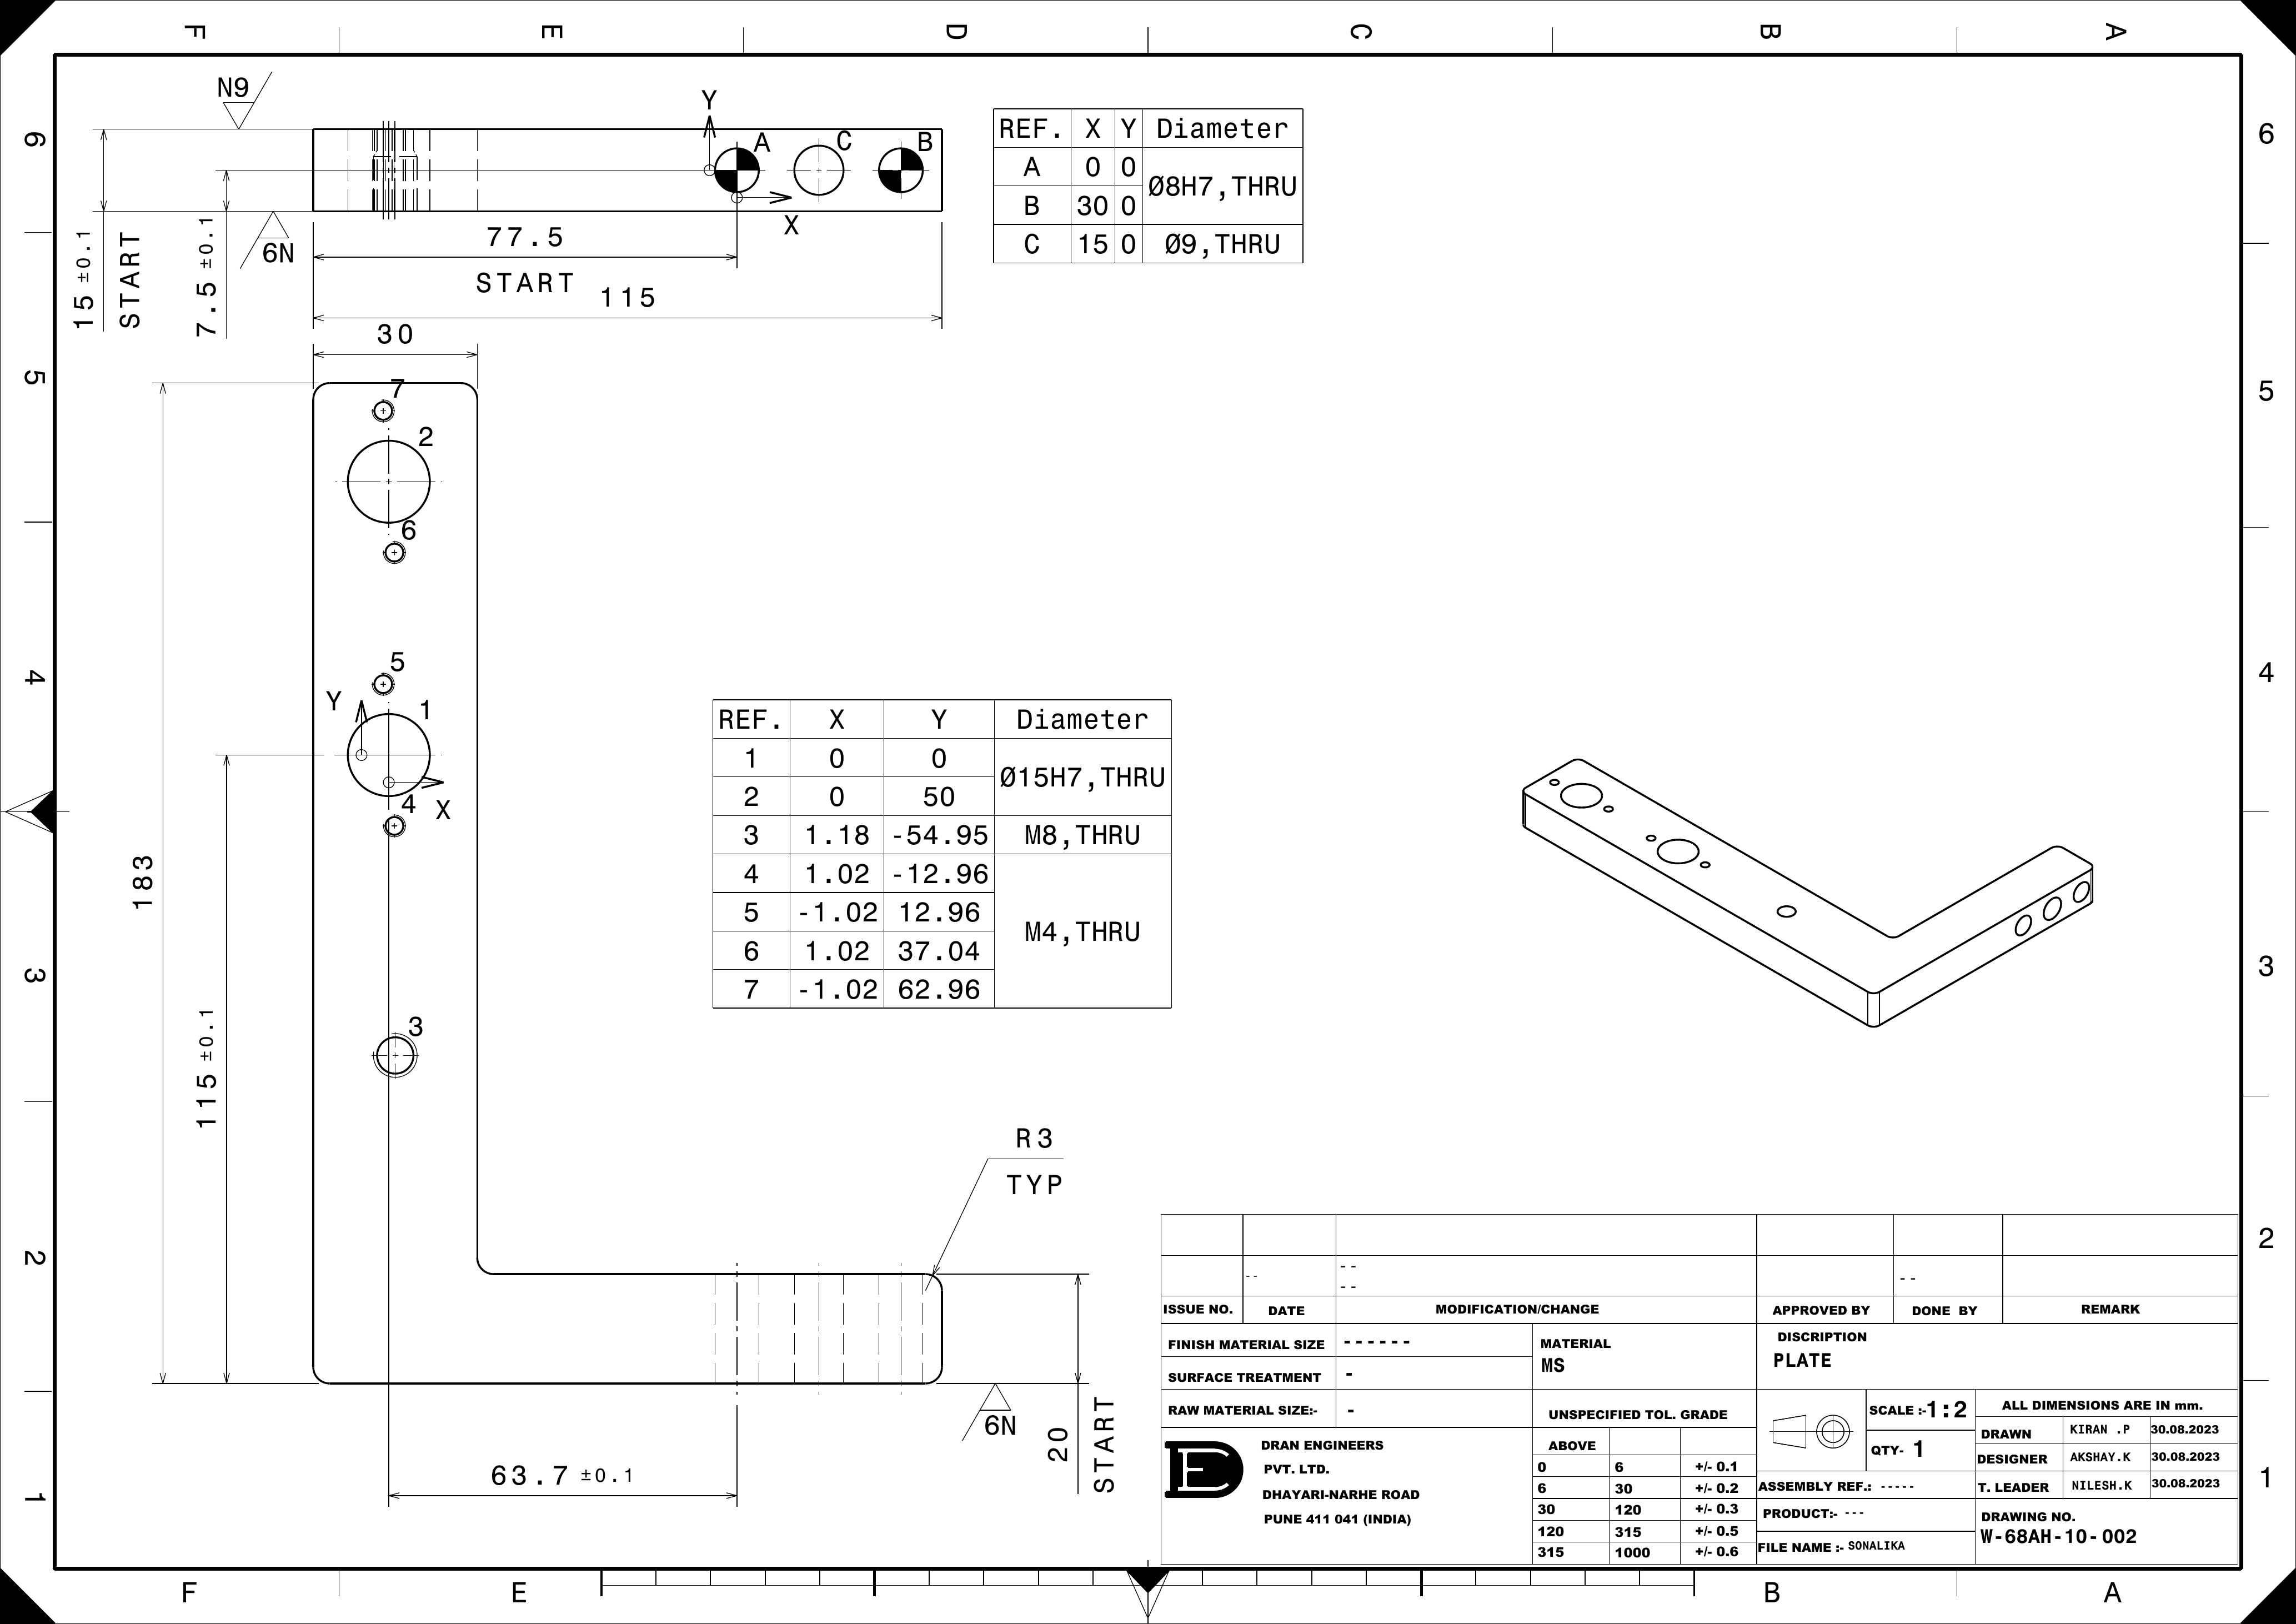 F E D C B A
6 5 4 3 2 1
6 5 4 3 2 1
F E B A
N9
6N
15 ±0.1
START
7.5 ±0.1
Y
A C B
X
77.5
START
115
REF. X Y Diameter
A 0 0 Ø8H7,THRU
B 30 0
C 15 0 Ø9,THRU
30
7
2
6
5
Y
1
4
X
3
183
115 ±0.1
63.7 ±0.1
R3
TYP
6N
20
START
REF. X Y Diameter
1 0 0 Ø15H7,THRU
2 0 50
3 1.18 -54.95 M8,THRU
4 1.02 -12.96 M4,THRU
5 -1.02 12.96
6 1.02 37.04
7 -1.02 62.96
-- --
-- --
ISSUE NO. DATE MODIFICATION/CHANGE APPROVED BY DONE BY REMARK
FINISH MATERIAL SIZE ------
SURFACE TREATMENT -
RAW MATERIAL SIZE:- -
MATERIAL
MS
DISCRIPTION
PLATE
UNSPECIFIED TOL. GRADE
ABOVE
0 6 +/- 0.1
6 30 +/- 0.2
30 120 +/- 0.3
120 315 +/- 0.5
315 1000 +/- 0.6
DRAN ENGINEERS
PVT. LTD.
DHAYARI-NARHE ROAD
PUNE 411 041 (INDIA)
SCALE :-1:2
QTY- 1
ALL DIMENSIONS ARE IN mm.
DRAWN KIRAN .P 30.08.2023
DESIGNER AKSHAY.K 30.08.2023
T. LEADER NILESH.K 30.08.2023
ASSEMBLY REF.: -----
PRODUCT:- ---
FILE NAME :- SONALIKA
DRAWING NO.
W-68AH-10-002